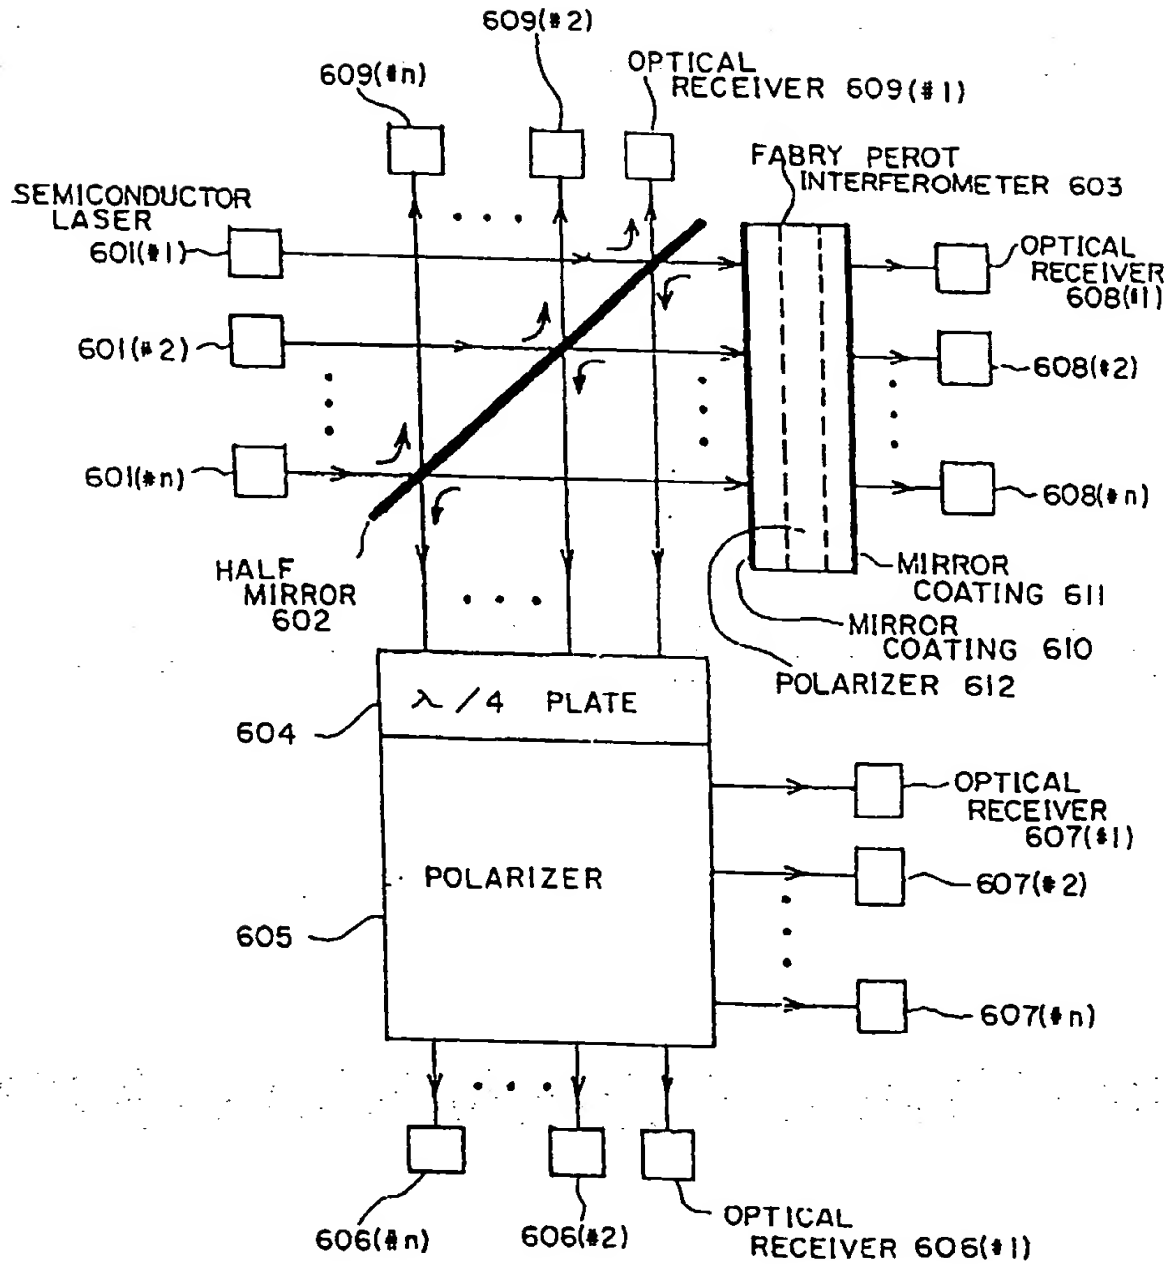 609(#2)
609(#n)
OPTICAL
RECEIVER 609(#1)
FABRY PEROT
INTERFEROMETER 603
SEMICONDUCTOR
LASER
601(#1)
OPTICAL
RECEIVER
608(#1)
601(#2)
608(#2)
601(#n)
608(#n)
HALF
MIRROR
602
MIRROR
COATING 611
MIRROR
COATING 610
POLARIZER 612
λ/4 PLATE
604
OPTICAL
RECEIVER
607(#1)
POLARIZER
607(#2)
605
607(#n)
606(#n)
606(#2)
OPTICAL
RECEIVER 606(#1)